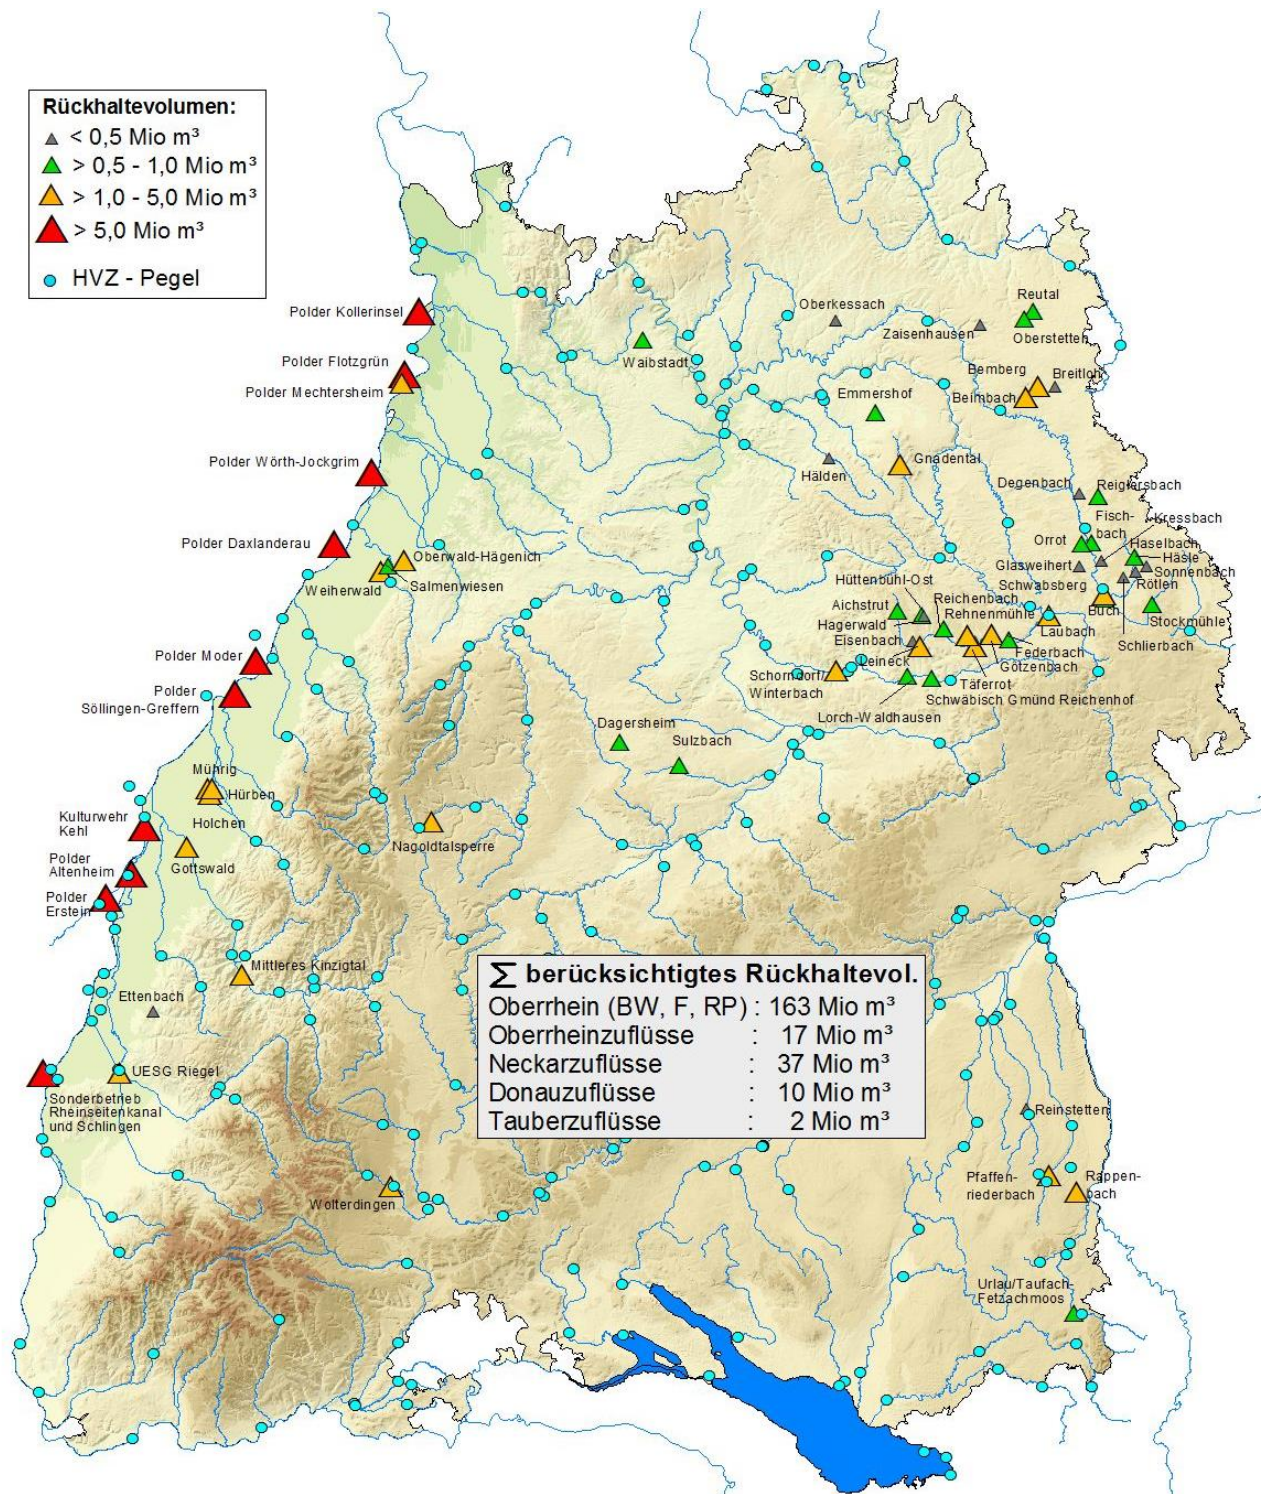 Rückhaltevolumen:
< 0,5 Mio m³
> 0,5 - 1,0 Mio m³
> 1,0 - 5,0 Mio m³
> 5,0 Mio m³
HVZ - Pegel
Polder Kollerinsel
Polder Flotzgrün
Polder Mechtersheim
Polder Wörth-Jockgrim
Polder Daxlanderau
Oberwald-Hägenich
Weiherwald
Salmenwiesen
Polder Moder
Polder
Söllingen-Greffern
Mührig
Hürben
Holchen
Kulturwehr
Kehl
Gottswald
Polder
Altenheim
Polder
Erstein
Nagoldtalsperre
Mittleres Kinzigtal
Ettenbach
UESG Riegel
Sonderbetrieb
Rheinseitenkanal
und Schlingen
Wolterdingen
Waibstadt
Oberkessach
Zaisenhausen
Reutal
Oberstetten
Bemberg
Breitloh
Beimbach
Emmershof
Gnadental
Hälden
Degenbach
Reiglersbach
Fisch-
bach
Kressbach
Orrot
Haselbach
Häsle
Glasweihert
Sonnenbach
Schwabsberg
Rötlen
Buch
Stockmühle
Laubach
Schlierbach
Hüttenbühl-Ost
Reichenbach
Aichstrut
Rehnenmühle
Hagerwald
Eisenbach
Federbach
Leineck
Götzenbach
Schorndorf/
Winterbach
Täferrot
Schwäbisch Gmünd Reichenhof
Lorch-Waldhausen
Dagersheim
Sulzbach
Σ berücksichtigtes Rückhaltevol.
Oberrhein (BW, F, RP) : 163 Mio m³
Oberrheinzuflüsse : 17 Mio m³
Neckarzuflüsse : 37 Mio m³
Donauzuflüsse : 10 Mio m³
Tauberzuflüsse : 2 Mio m³
Reinstetten
Pfaffen-
riederbach
Rappen-
bach
Urlau/Taufach-
Fetzachmoos